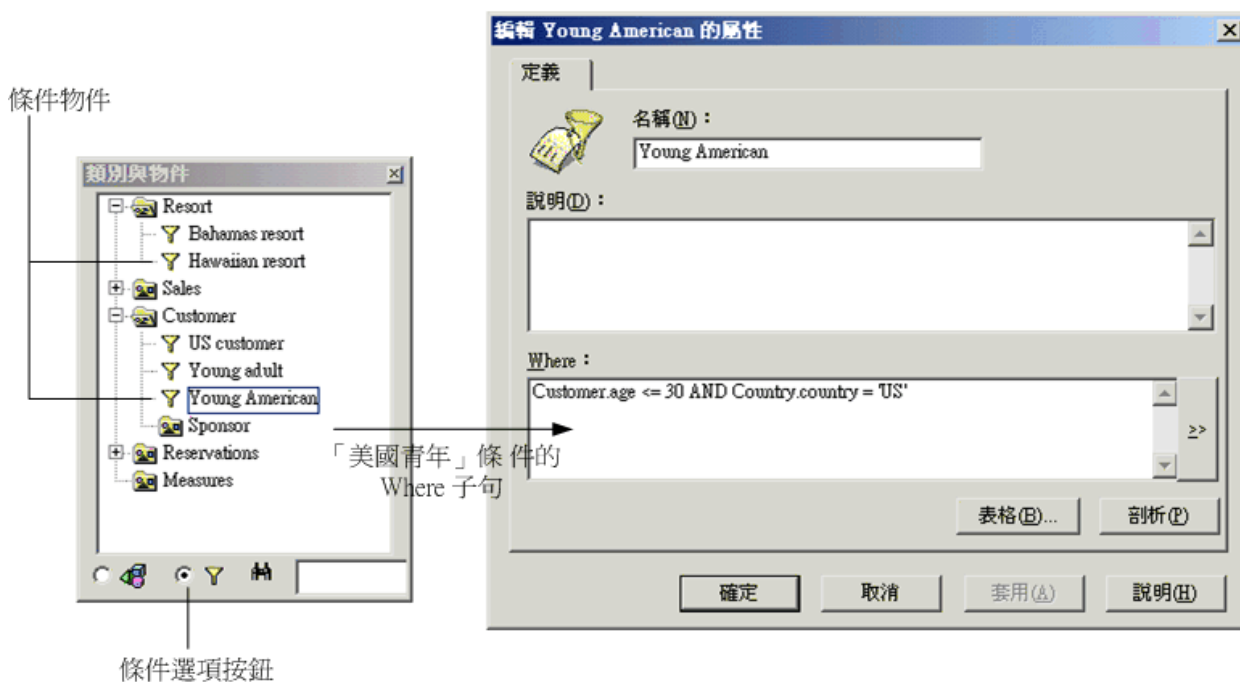 條件物件
類別與物件
Resort
Bahamas resort
Hawaiian resort
Sales
Customer
US customer
Young adult
Young American
Sponsor
Reservations
Measures
條件選項按鈕
「美國青年」條件的
Where 子句
編輯 Young American 的屬性
定義
名稱(N)：
Young American
說明(D)：
Where：
Customer.age <= 30 AND Country.country = 'US'
>>
表格(B)...
剖析(P)
確定
取消
套用(A)
說明(H)